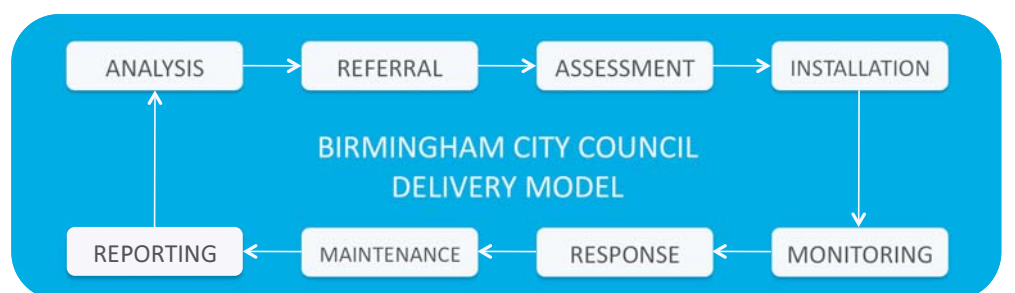 ANALYSIS
REFERRAL
ASSESSMENT
INSTALLATION
BIRMINGHAM CITY COUNCIL
DELIVERY MODEL
REPORTING
MAINTENANCE
RESPONSE
MONITORING